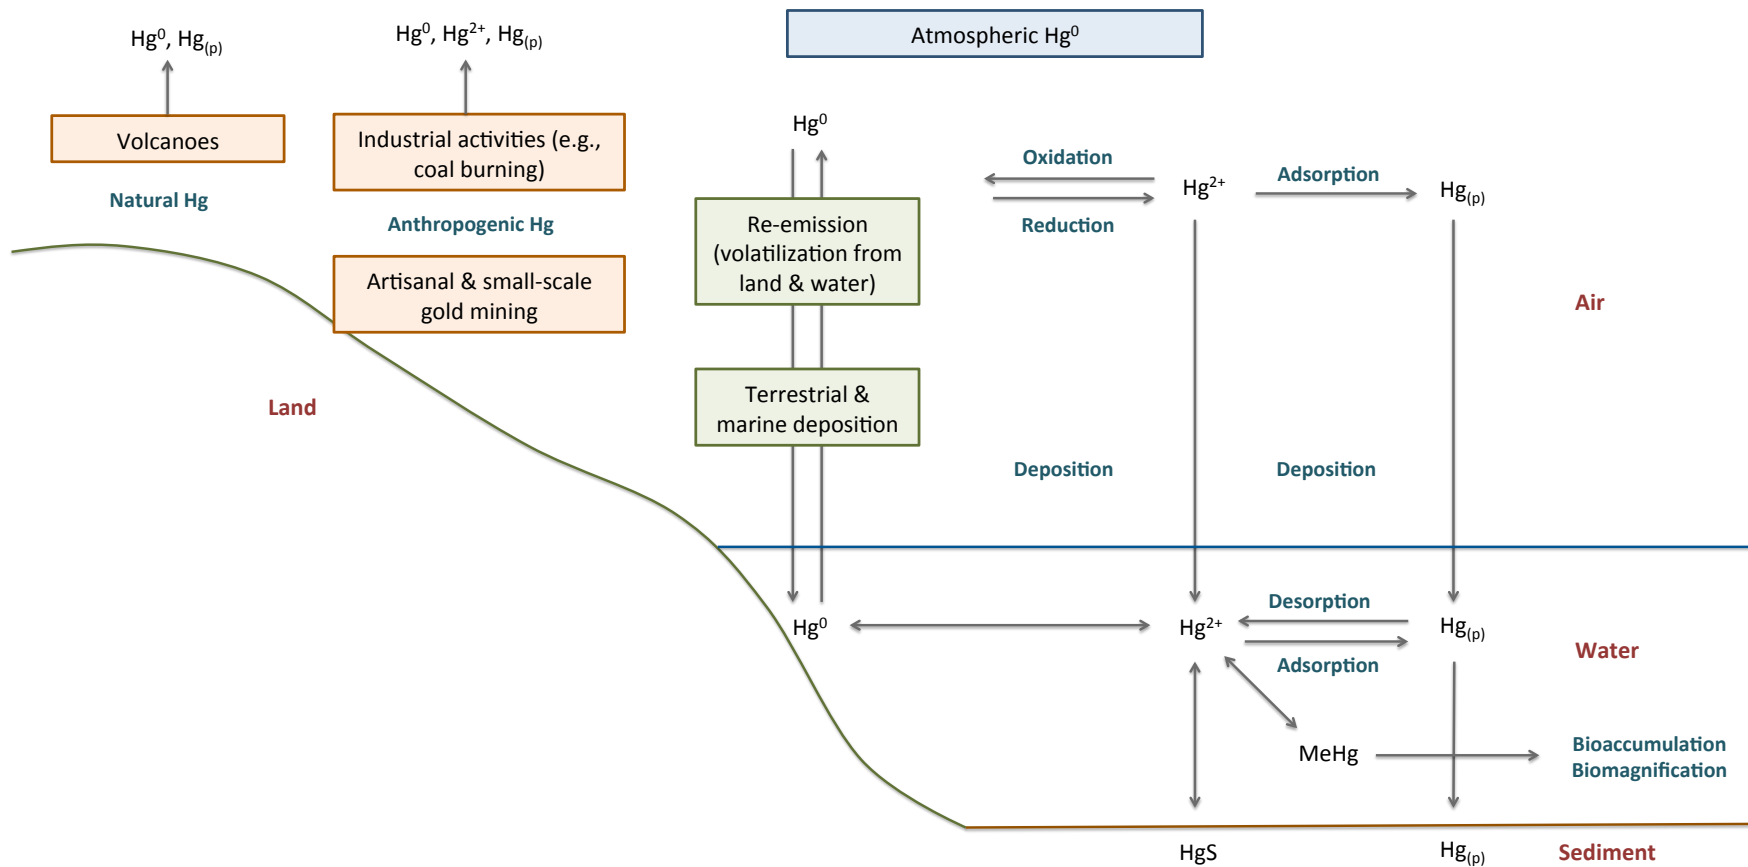 Hg⁰, Hg₍ₚ₎
Hg⁰, Hg²⁺, Hg₍ₚ₎
Atmospheric Hg⁰
Volcanoes
Industrial activities (e.g.,
coal burning)
Natural Hg
Anthropogenic Hg
Artisanal & small-scale
gold mining
Land
Hg⁰
Re-emission
(volatilization from
land & water)
Terrestrial &
marine deposition
Oxidation
Reduction
Hg²⁺
Adsorption
Hg₍ₚ₎
Air
Deposition
Deposition
Hg⁰
Hg²⁺
Desorption
Adsorption
Hg₍ₚ₎
Water
MeHg
Bioaccumulation
Biomagnification
HgS
Hg₍ₚ₎
Sediment